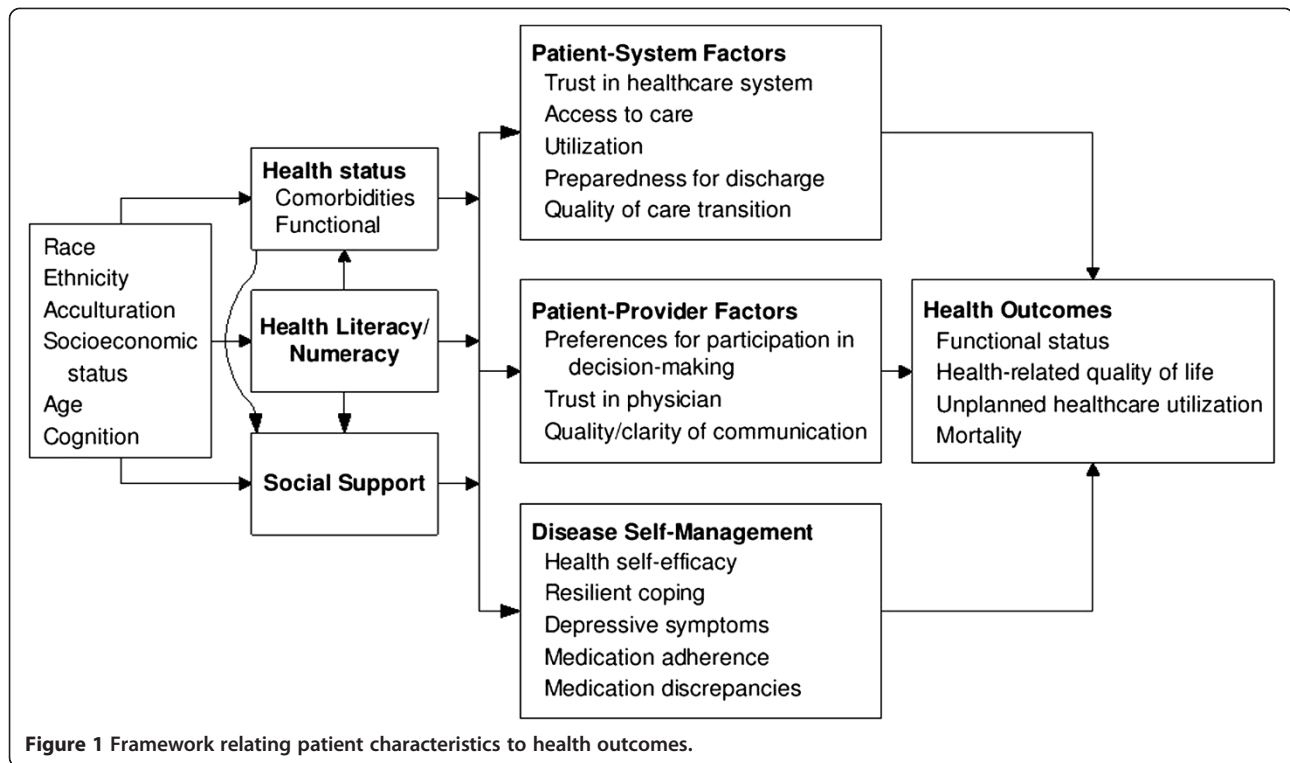 Race
Ethnicity
Acculturation
Socioeconomic
status
Age
Cognition
Health status
Comorbidities
Functional
Health Literacy/
Numeracy
Social Support
Patient-System Factors
Trust in healthcare system
Access to care
Utilization
Preparedness for discharge
Quality of care transition
Patient-Provider Factors
Preferences for participation in
decision-making
Trust in physician
Quality/clarity of communication
Disease Self-Management
Health self-efficacy
Resilient coping
Depressive symptoms
Medication adherence
Medication discrepancies
Health Outcomes
Functional status
Health-related quality of life
Unplanned healthcare utilization
Mortality
Figure 1 Framework relating patient characteristics to health outcomes.